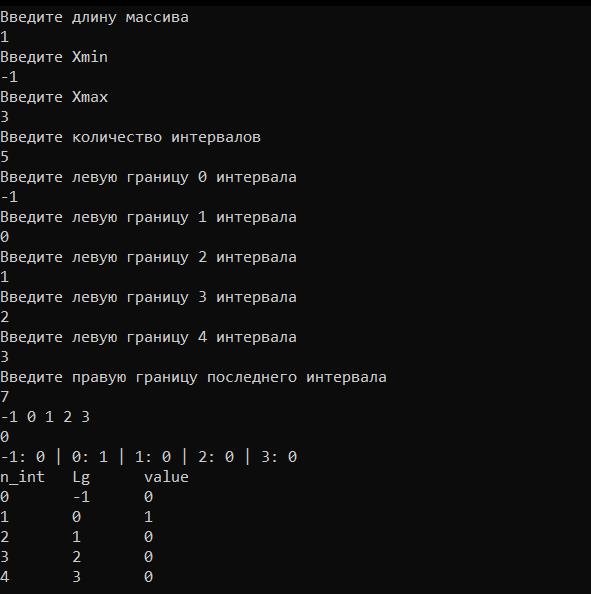 Введите длину массива
1
Введите Xmin
-1
Введите Xmax
3
Введите количество интервалов
5
Введите левую границу 0 интервала
-1
Введите левую границу 1 интервала
0
Введите левую границу 2 интервала
1
Введите левую границу 3 интервала
2
Введите левую границу 4 интервала
3
Введите правую границу последнего интервала
7
-1 0 1 2 3
0
-1: 0 | 0: 1 | 1: 0 | 2: 0 | 3: 0
n_int   Lg      value
0       -1      0
1       0       1
2       1       0
3       2       0
4       3       0